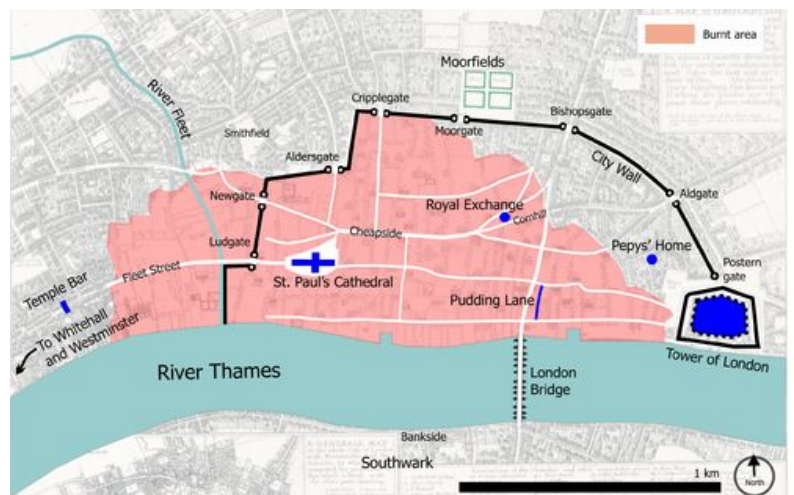 Burnt area
Moorfields
River Fleet
Cripplegate
Bishopsgate
Smithfield
Moorgate
Aldersgate
City Wall
Newgate
Royal Exchange
Aldgate
Cornhill
Cheapside
Ludgate
Pepys' Home
Fleet Street
Postern
gate
Temple Bar
St. Paul's Cathedral
Pudding Lane
To Whitehall
and Westminster
Tower of London
River Thames
London
Bridge
Bankside
Southwark
1 km
North